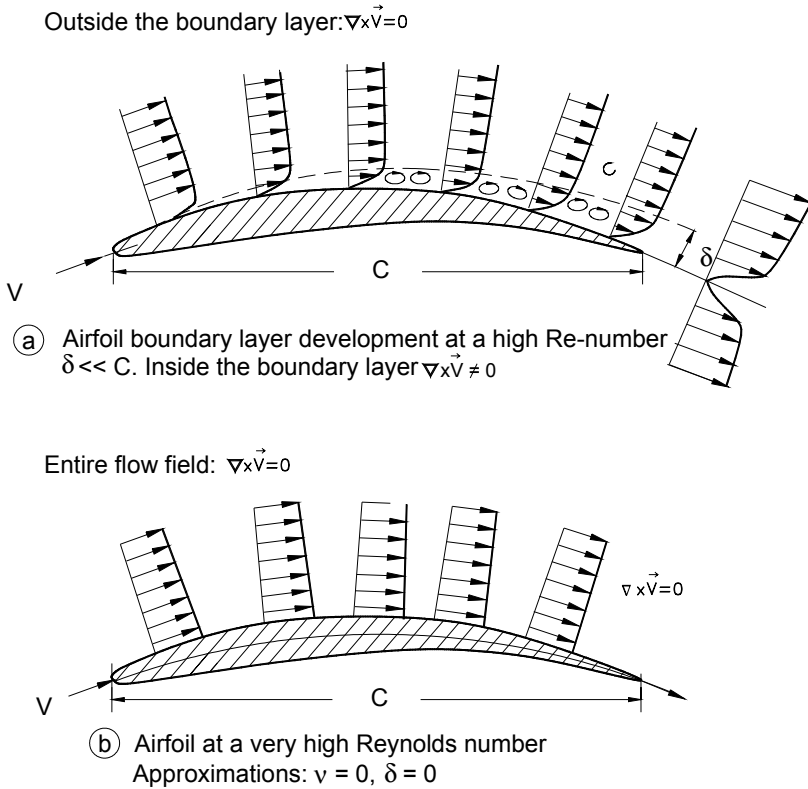 Outside the boundary layer: ∇xV⃗=0
δ
C
V
a Airfoil boundary layer development at a high Re-number
δ << C. Inside the boundary layer ∇xV⃗ ≠ 0
Entire flow field: ∇xV⃗=0
∇xV⃗=0
C
V
b Airfoil at a very high Reynolds number
Approximations: ν = 0, δ = 0